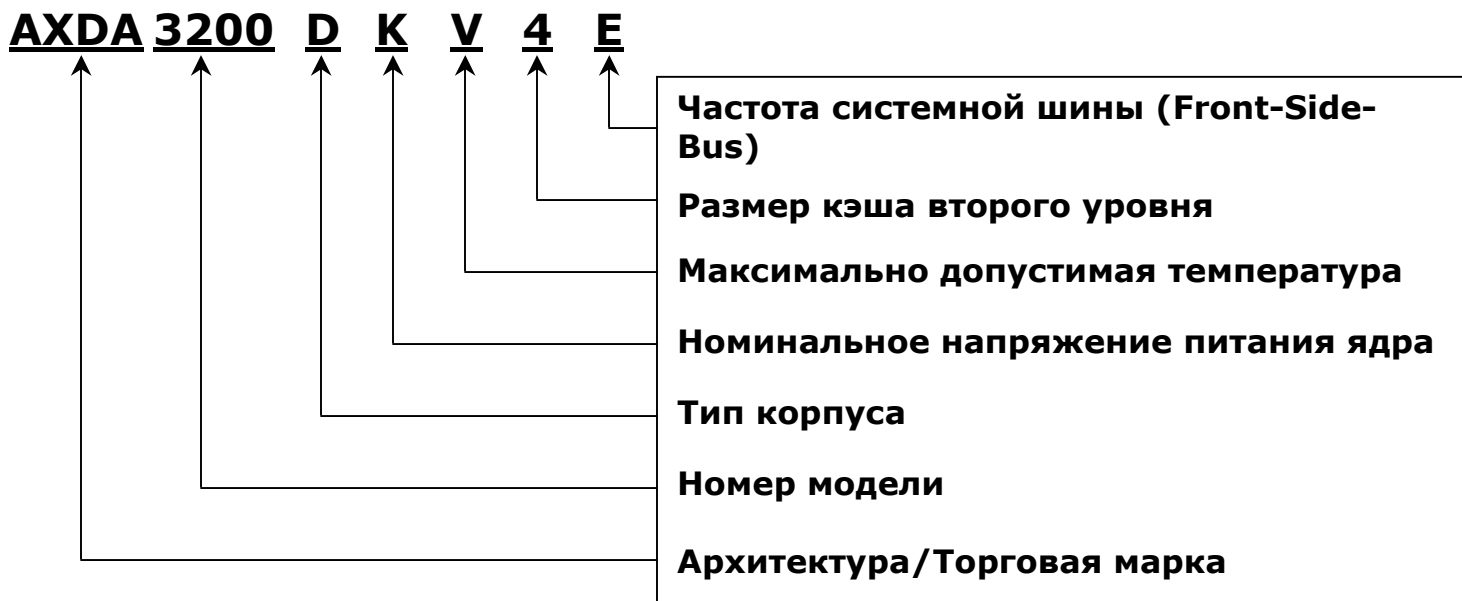 AXDA 3200 D K V 4 E
Частота системной шины (Front-Side-
Bus)
Размер кэша второго уровня
Максимально допустимая температура
Номинальное напряжение питания ядра
Тип корпуса
Номер модели
Архитектура/Торговая марка